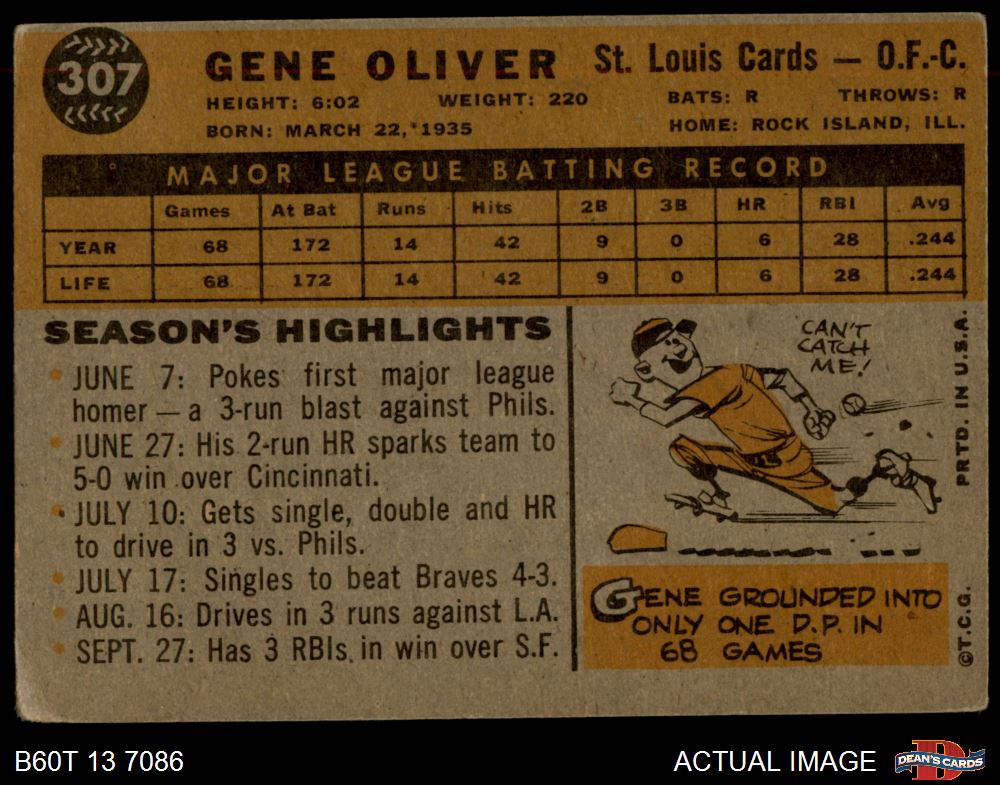 307
GENE OLIVER St. Louis Cards — O.F.-C.
HEIGHT: 6:02 WEIGHT: 220 BATS: R THROWS: R
BORN: MARCH 22, 1935 HOME: ROCK ISLAND, ILL.
MAJOR LEAGUE BATTING RECORD
Games At Bat Runs Hits 2B 3B HR RBI Avg
YEAR 68 172 14 42 9 0 6 28 .244
LIFE 68 172 14 42 9 0 6 28 .244
SEASON'S HIGHLIGHTS
• JUNE 7: Pokes first major league
homer — a 3-run blast against Phils.
• JUNE 27: His 2-run HR sparks team to
5-0 win over Cincinnati.
• JULY 10: Gets single, double and HR
to drive in 3 vs. Phils.
• JULY 17: Singles to beat Braves 4-3.
• AUG. 16: Drives in 3 runs against L.A.
• SEPT. 27: Has 3 RBIs in win over S.F.
CAN'T
CATCH
ME!
GENE GROUNDED INTO
ONLY ONE D.P. IN
68 GAMES
PRTD. IN U.S.A.
©T.C.G.
B60T 13 7086 ACTUAL IMAGE
DEAN'S CARDS